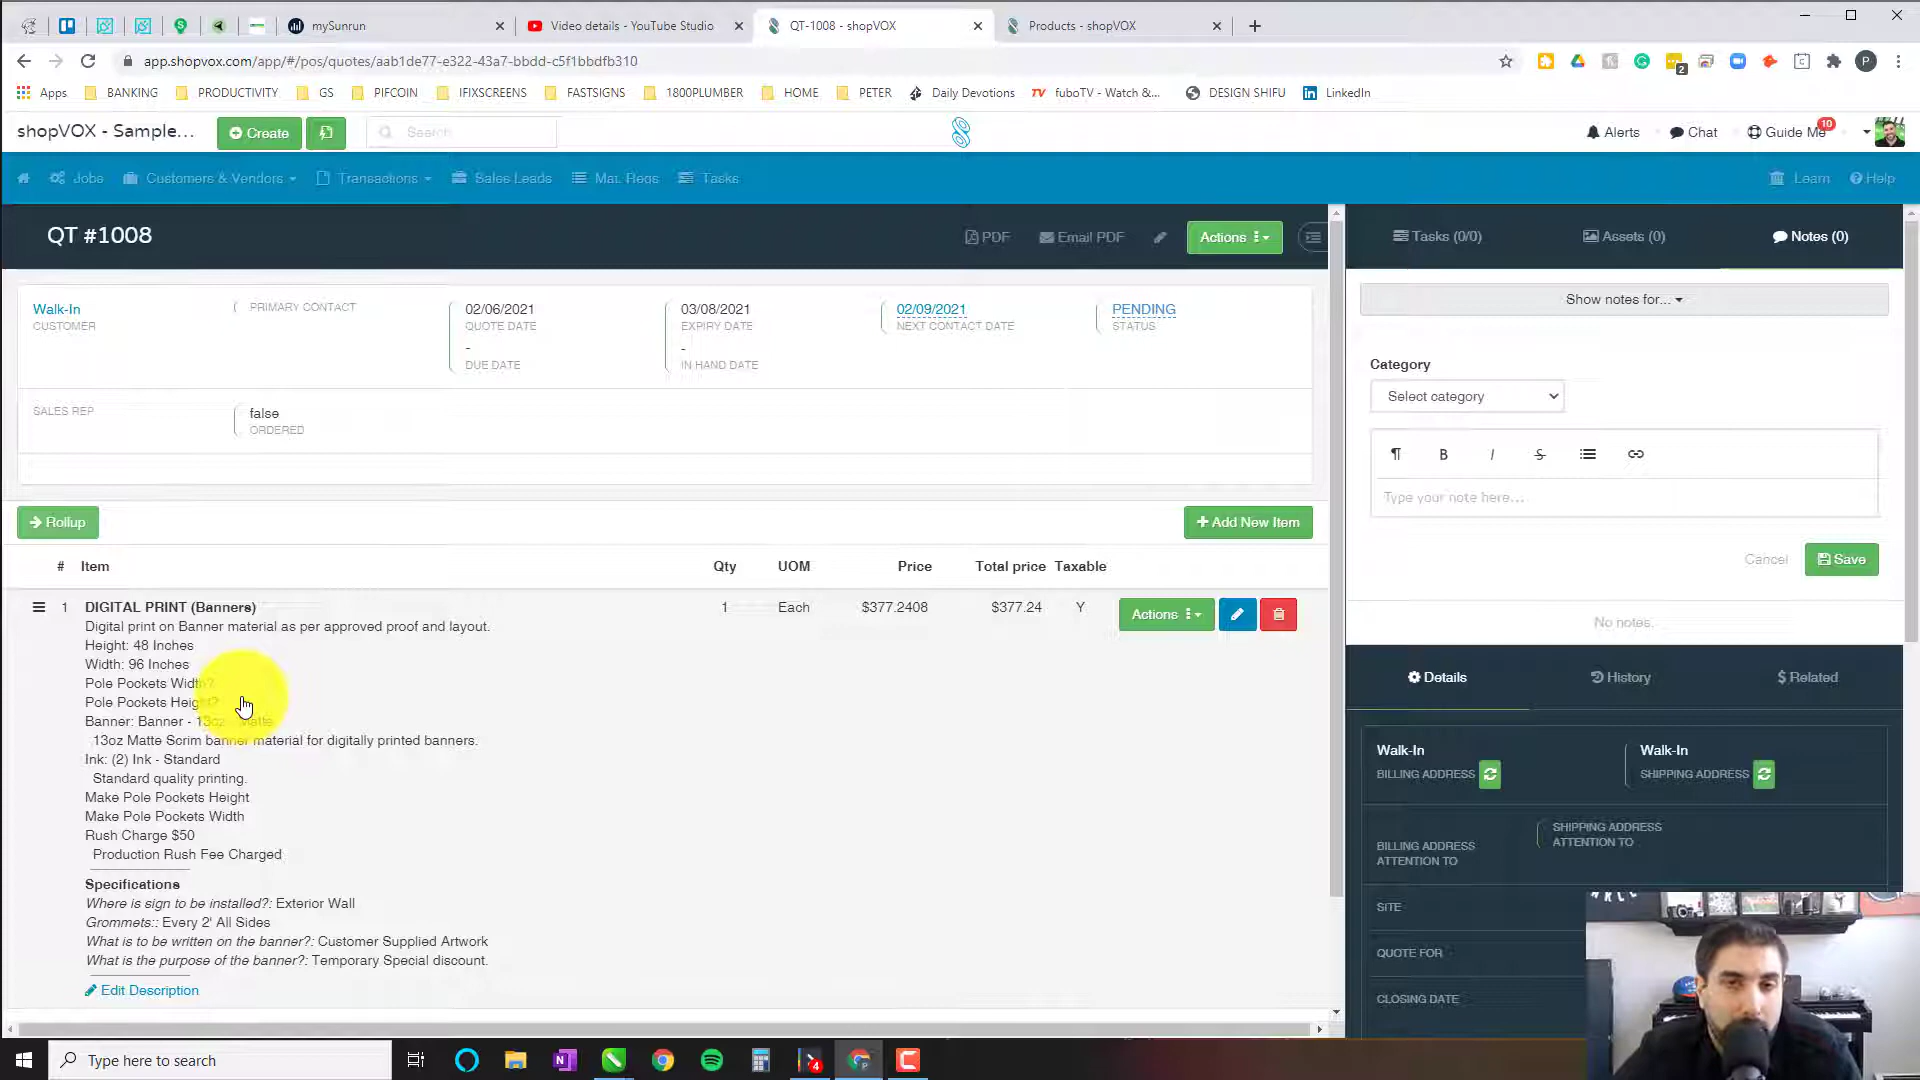 mySunrun
Video details - YouTube Studio
QT-1008 - shopVOX
Products - shopVOX
app.shopvox.com/app/#/pos/quotes/aab1de77-e322-43a7-bbdd-c5f1bbdfb310
2
P
Apps
BANKING
PRODUCTIVITY
GS
PIFCOIN
IFIXSCREENS
FASTSIGNS
1800PLUMBER
HOME
PETER
Daily Devotions
fuboTV - Watch &...
DESIGN SHIFU
LinkedIn
shopVOX - Sample...
Create
Search
Alerts
Chat
Guide Me
10
Jobs
Customers & Vendors
Transactions
Sales Leads
Mat. Reqs
Tasks
Learn
Help
QT #1008
PDF
Email PDF
Actions
Tasks (0/0)
Assets (0)
Notes (0)
Walk-In
CUSTOMER
PRIMARY CONTACT
02/06/2021
QUOTE DATE
-
DUE DATE
03/08/2021
EXPIRY DATE
-
IN HAND DATE
02/09/2021
NEXT CONTACT DATE
PENDING
STATUS
SALES REP
false
ORDERED
Show notes for...
Category
Select category
Type your note here...
Cancel
Save
No notes.
Rollup
+ Add New Item
# Item Qty UOM Price Total price Taxable
1 DIGITAL PRINT (Banners) 1 Each $377.2408 $377.24 Y Actions
Digital print on Banner material as per approved proof and layout.
Height: 48 Inches
Width: 96 Inches
Pole Pockets Width?
Pole Pockets Height?
Banner: Banner - 13oz - Matte
13oz Matte Scrim banner material for digitally printed banners.
Ink: (2) Ink - Standard
Standard quality printing.
Make Pole Pockets Height
Make Pole Pockets Width
Rush Charge $50
Production Rush Fee Charged
Specifications
Where is sign to be installed?: Exterior Wall
Grommets:: Every 2' All Sides
What is to be written on the banner?: Customer Supplied Artwork
What is the purpose of the banner?: Temporary Special discount.
Edit Description
Details
History
$ Related
Walk-In
BILLING ADDRESS
Walk-In
SHIPPING ADDRESS
BILLING ADDRESS
ATTENTION TO
SHIPPING ADDRESS
ATTENTION TO
SITE
QUOTE FOR
CLOSING DATE
Type here to search
4